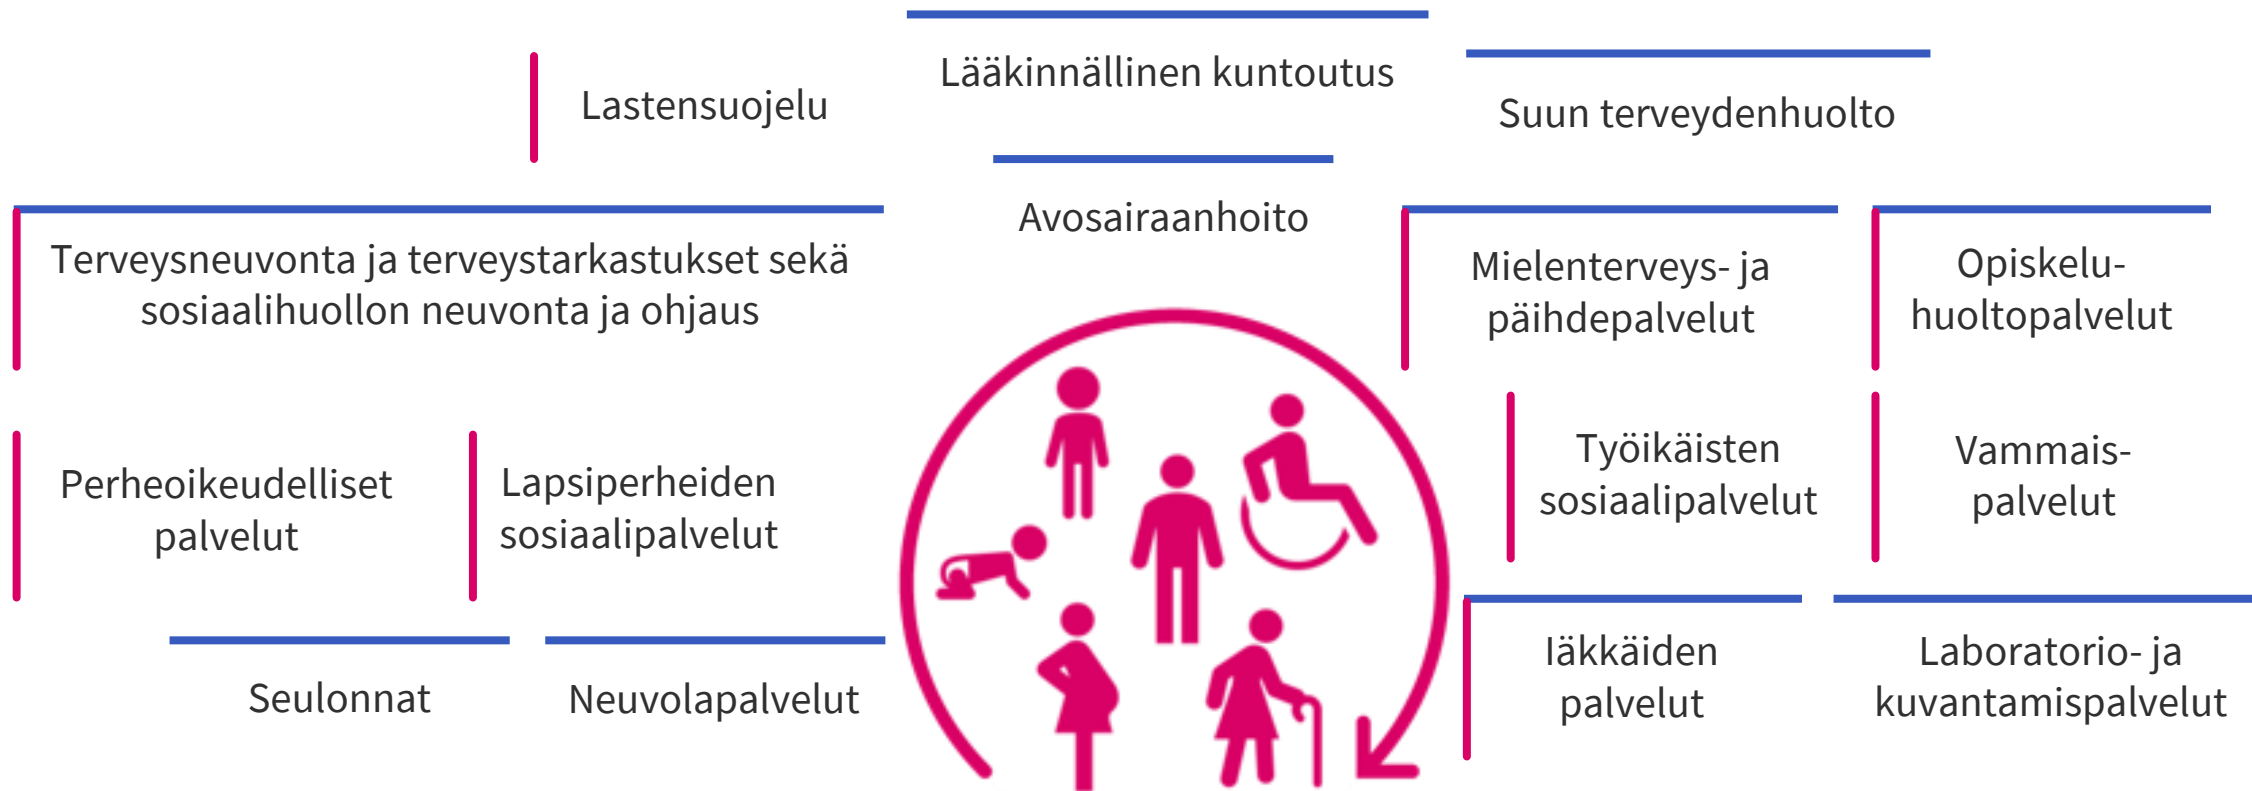 Lääkinnällinen kuntoutus
Lastensuojelu
Suun terveydenhuolto
Avosairaanhoito
Terveysneuvonta ja terveystarkastukset sekä
sosiaalihuollon neuvonta ja ohjaus
Mielenterveys- ja
päihdepalvelut
Opiskelu-
huoltopalvelut
Perheoikeudelliset
palvelut
Lapsiperheiden
sosiaalipalvelut
Työikäisten
sosiaalipalvelut
Vammais-
palvelut
Seulonnat
Neuvolapalvelut
Iäkkäiden
palvelut
Laboratorio- ja
kuvantamispalvelut